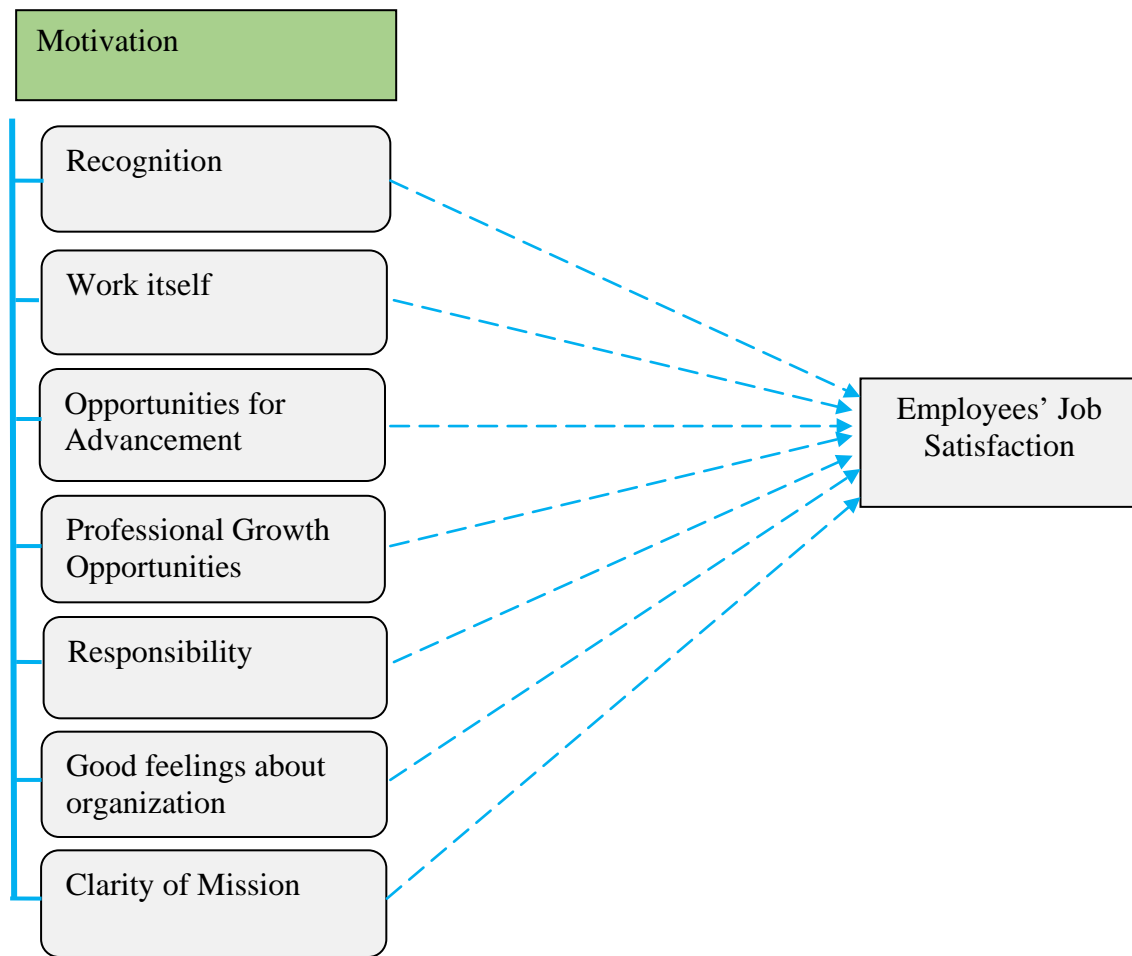 Motivation
Recognition
Work itself
Opportunities for
Advancement
Professional Growth
Opportunities
Responsibility
Good feelings about
organization
Clarity of Mission
Employees’ Job
Satisfaction